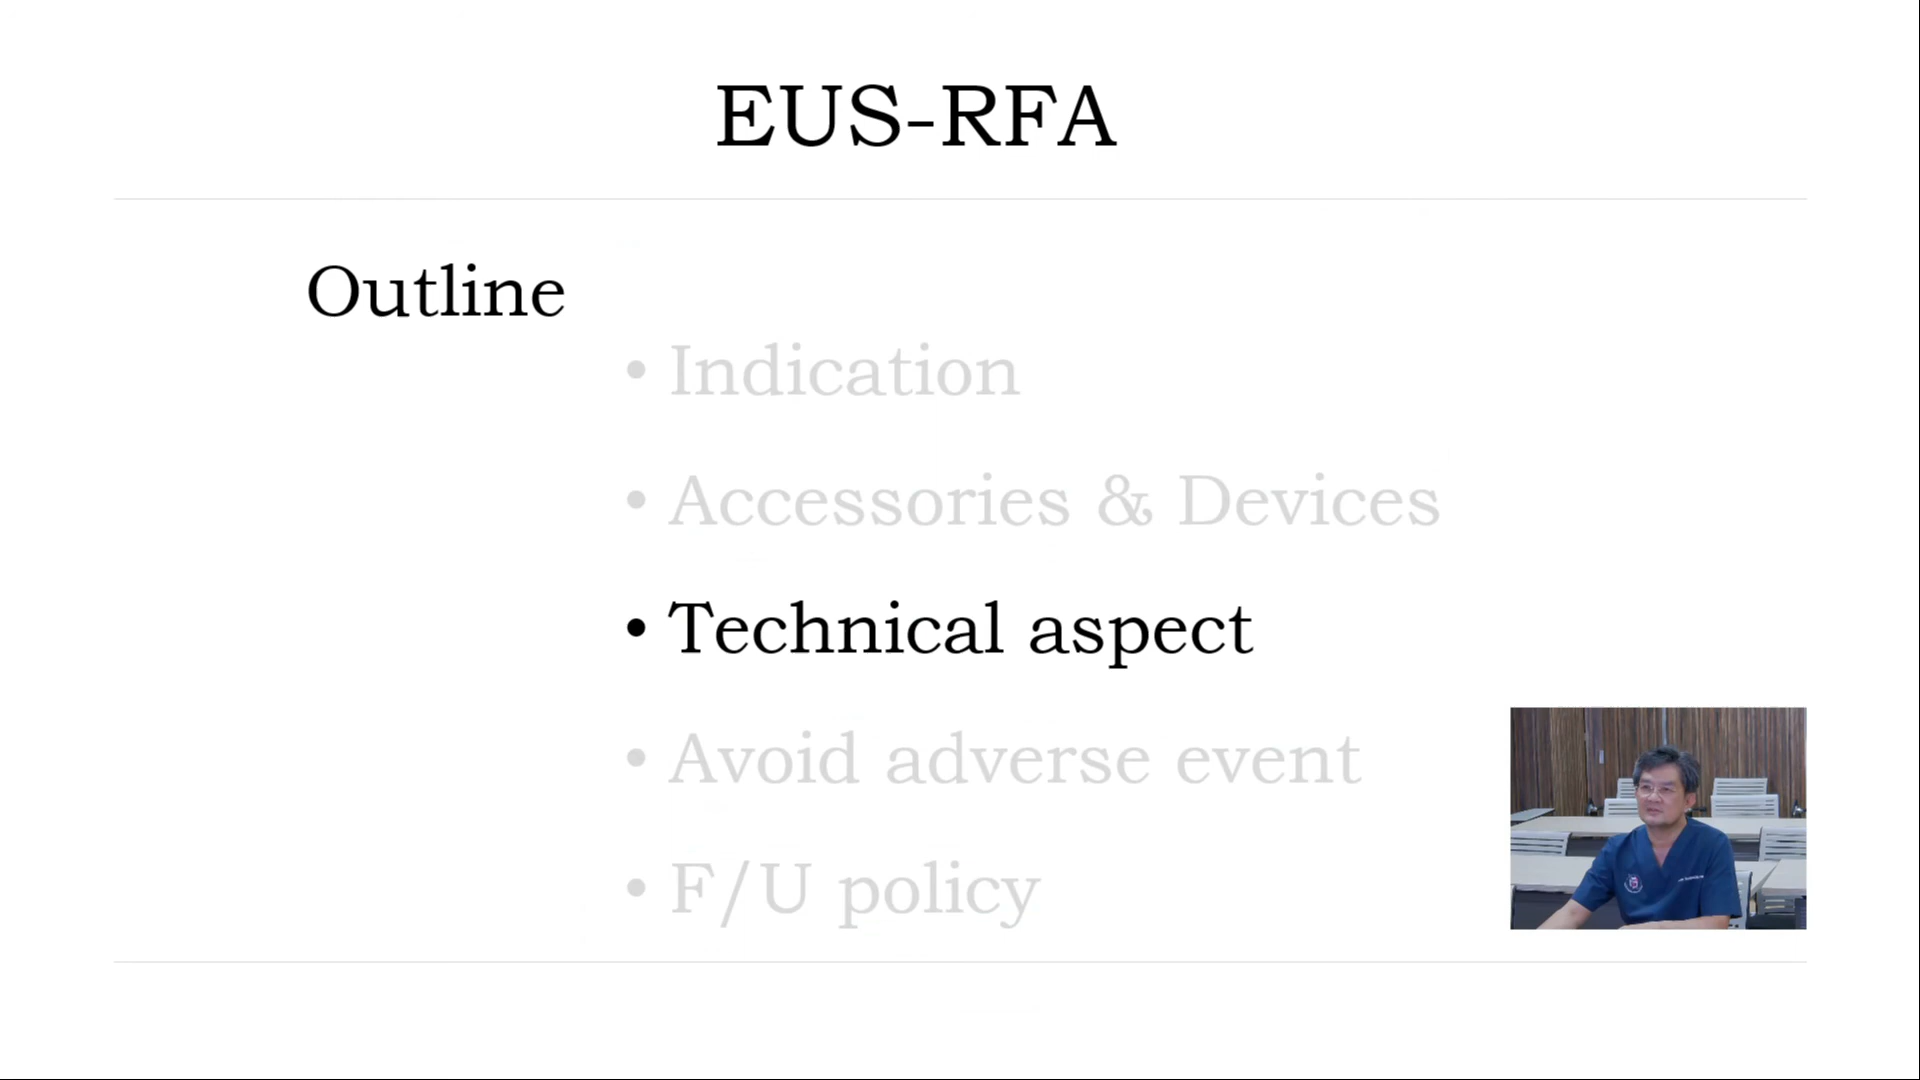 EUS-RFA
Outline
• Indication
• Accessories & Devices
• Technical aspect
• Avoid adverse event
• F/U policy